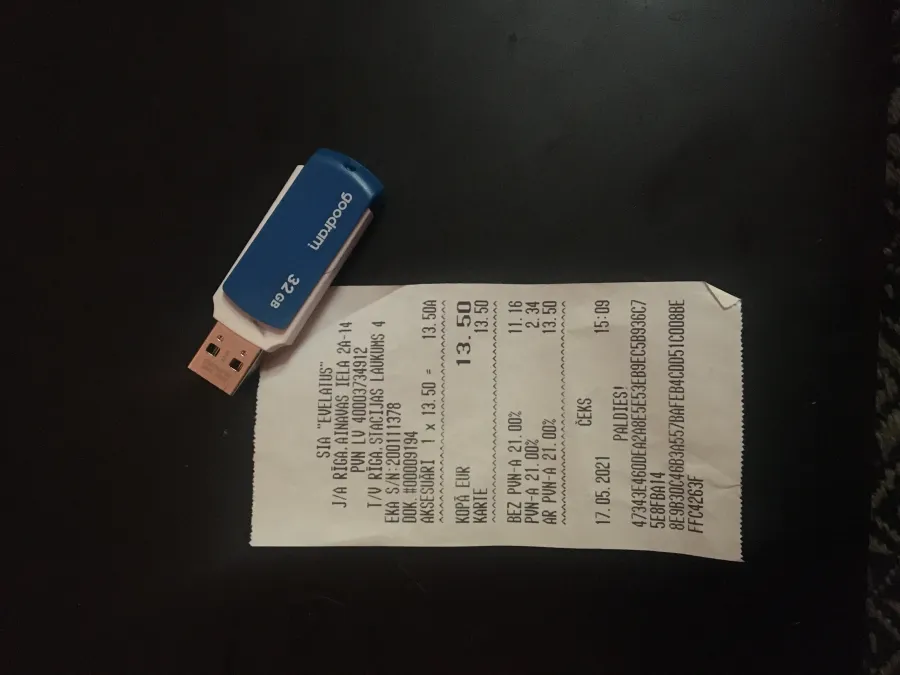 goodram
32 GB
SIA "EVELATUS"
J/A RĪGA.AINAVAS IELA 2A-14
PVN LV 40003734912
T/V RĪGA.STACIJAS LAUKUMS 4
EKA S/N:200111378
DOK.#00009194
AKSESUĀRI 1 x 13.50 = 13.50A
KOPĀ EUR 13.50
KARTE 13.50
BEZ PVN-A 21.00% 11.16
PVN-A 21.00% 2.34
AR PVN-A 21.00% 13.50
ČEKS
17.05.2021 15:09
PALDIES!
47343E460DEA2A8E5E53EB9EC5B936C7
5E8FBA14
8E9B30C46B3A557BAFEB4CDD51C008BE
FFC4263F